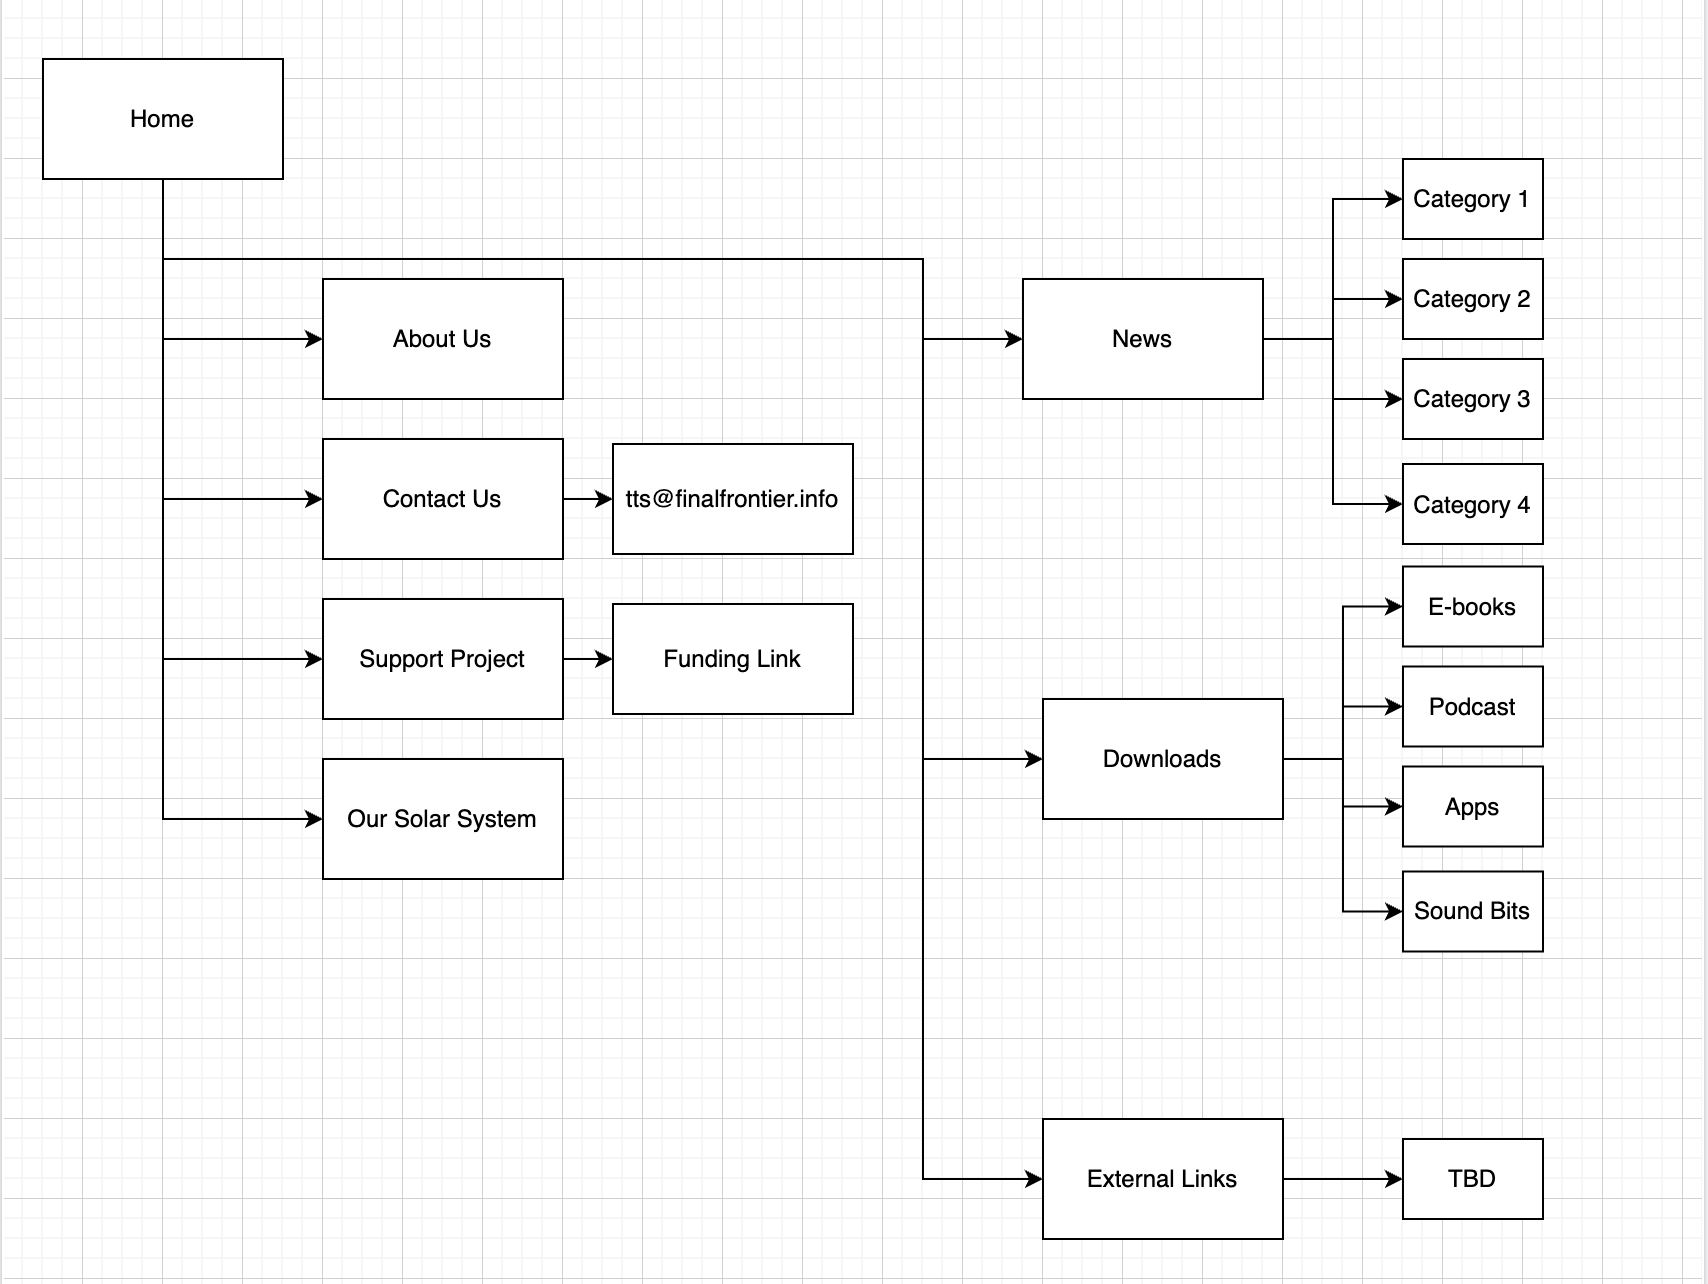 Home
About Us
Contact Us
tts@finalfrontier.info
Support Project
Funding Link
Our Solar System
News
Category 1
Category 2
Category 3
Category 4
Downloads
E-books
Podcast
Apps
Sound Bits
External Links
TBD